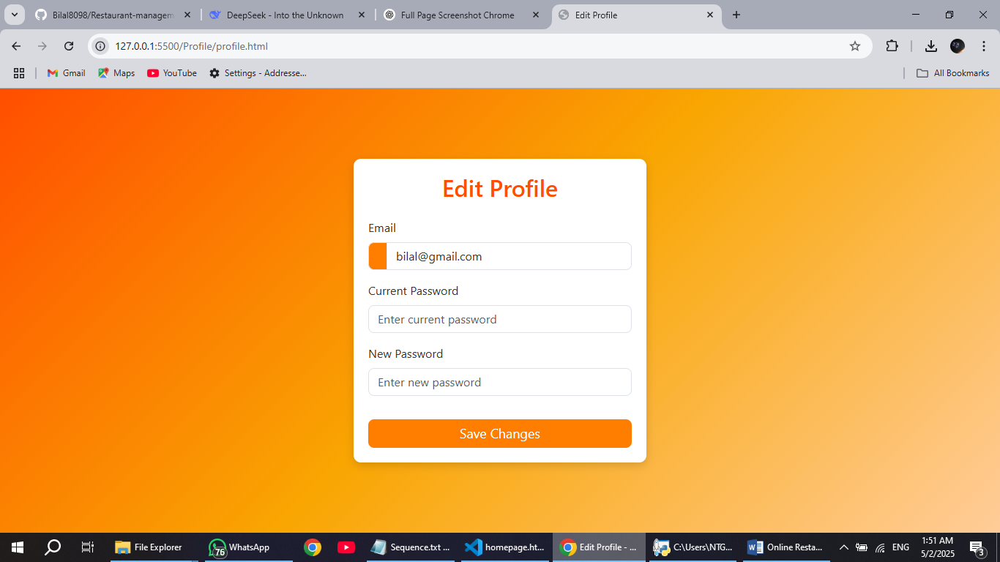 Bilal8098/Restaurant-managem
DeepSeek - Into the Unknown
Full Page Screenshot Chrome
Edit Profile
127.0.0.1:5500/Profile/profile.html
Gmail
Maps
YouTube
Settings - Addresse...
All Bookmarks
Edit Profile
Email
bilal@gmail.com
Current Password
Enter current password
New Password
Enter new password
Save Changes
File Explorer
76
WhatsApp
Sequence.txt ...
homepage.ht...
Edit Profile - ...
C:\Users\NTG...
Online Resta...
ENG
1:51 AM
5/2/2025
3